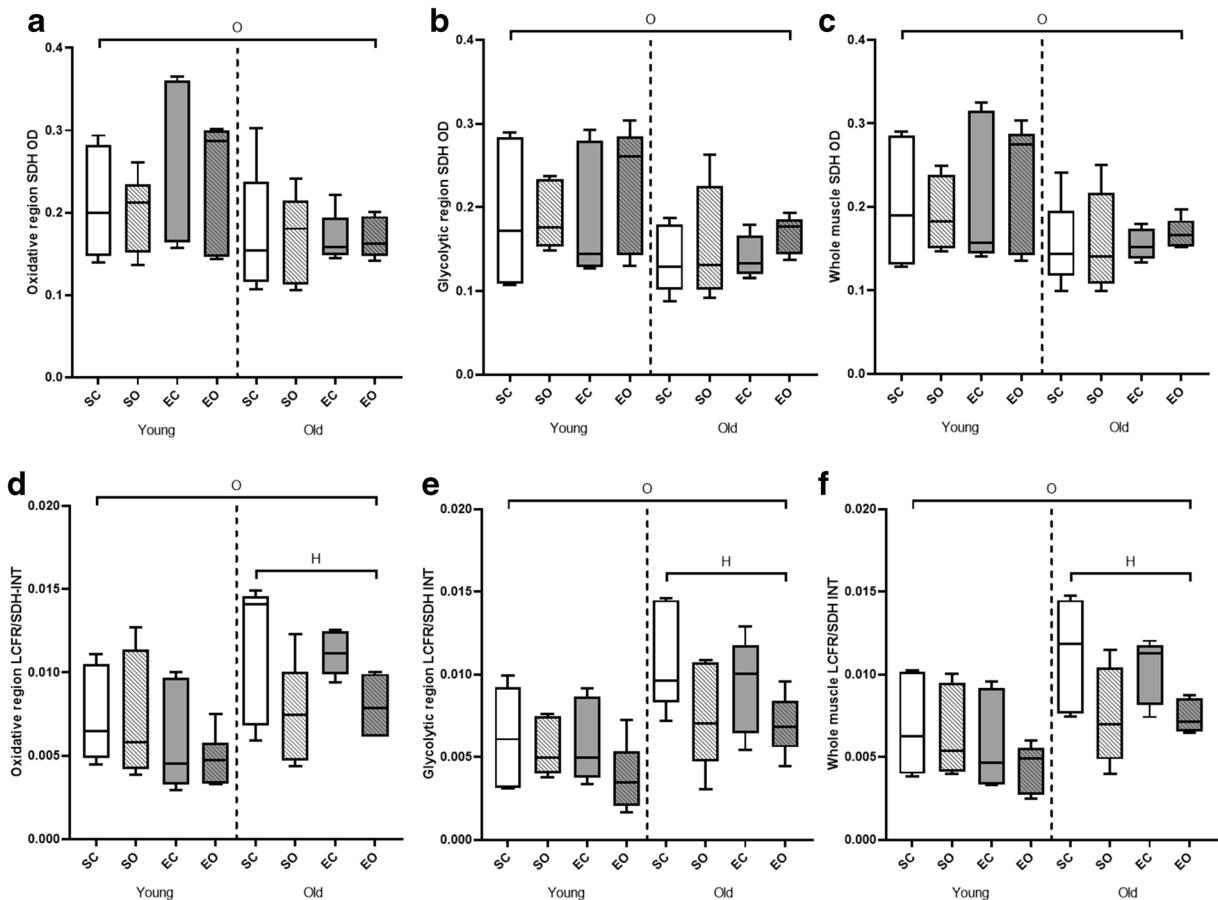 a
O
Oxidative region SDH OD
0.4
0.3
0.2
0.1
0.0
SC SO EC EO SC SO EC EO
Young Old
b
O
Glycolytic region SDH OD
0.4
0.3
0.2
0.1
0.0
SC SO EC EO SC SO EC EO
Young Old
c
O
Whole muscle SDH OD
0.4
0.3
0.2
0.1
0.0
SC SO EC EO SC SO EC EO
Young Old
d
O
H
Oxidative region LCFR/SDH-INT
0.020
0.015
0.010
0.005
0.000
SC SO EC EO SC SO EC EO
Young Old
e
O
H
Glycolytic region LCFR/SDH INT
0.020
0.015
0.010
0.005
0.000
SC SO EC EO SC SO EC EO
Young Old
f
O
H
Whole muscle LCFR/SDH INT
0.020
0.015
0.010
0.005
0.000
SC SO EC EO SC SO EC EO
Young Old